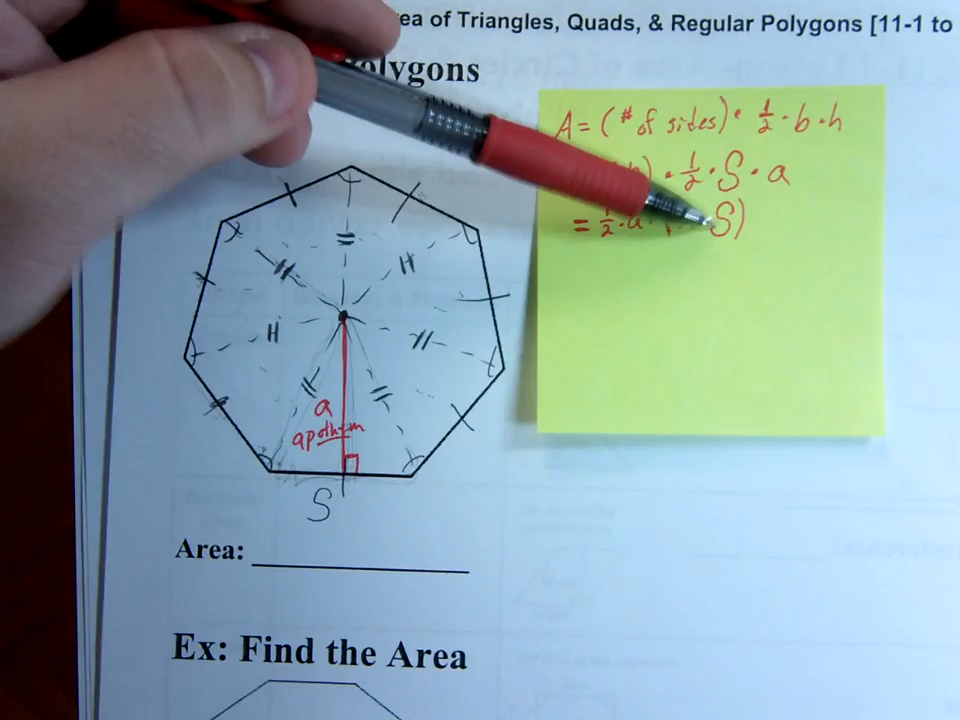 ea of Triangles, Quads, & Regular Polygons [11-1 to
olygons
A = (# of sides) · 1/2 · b · h
) · 1/2 · S · a
= 1/2 · a · ( S)
a
apothem
S
Area:
Ex: Find the Area